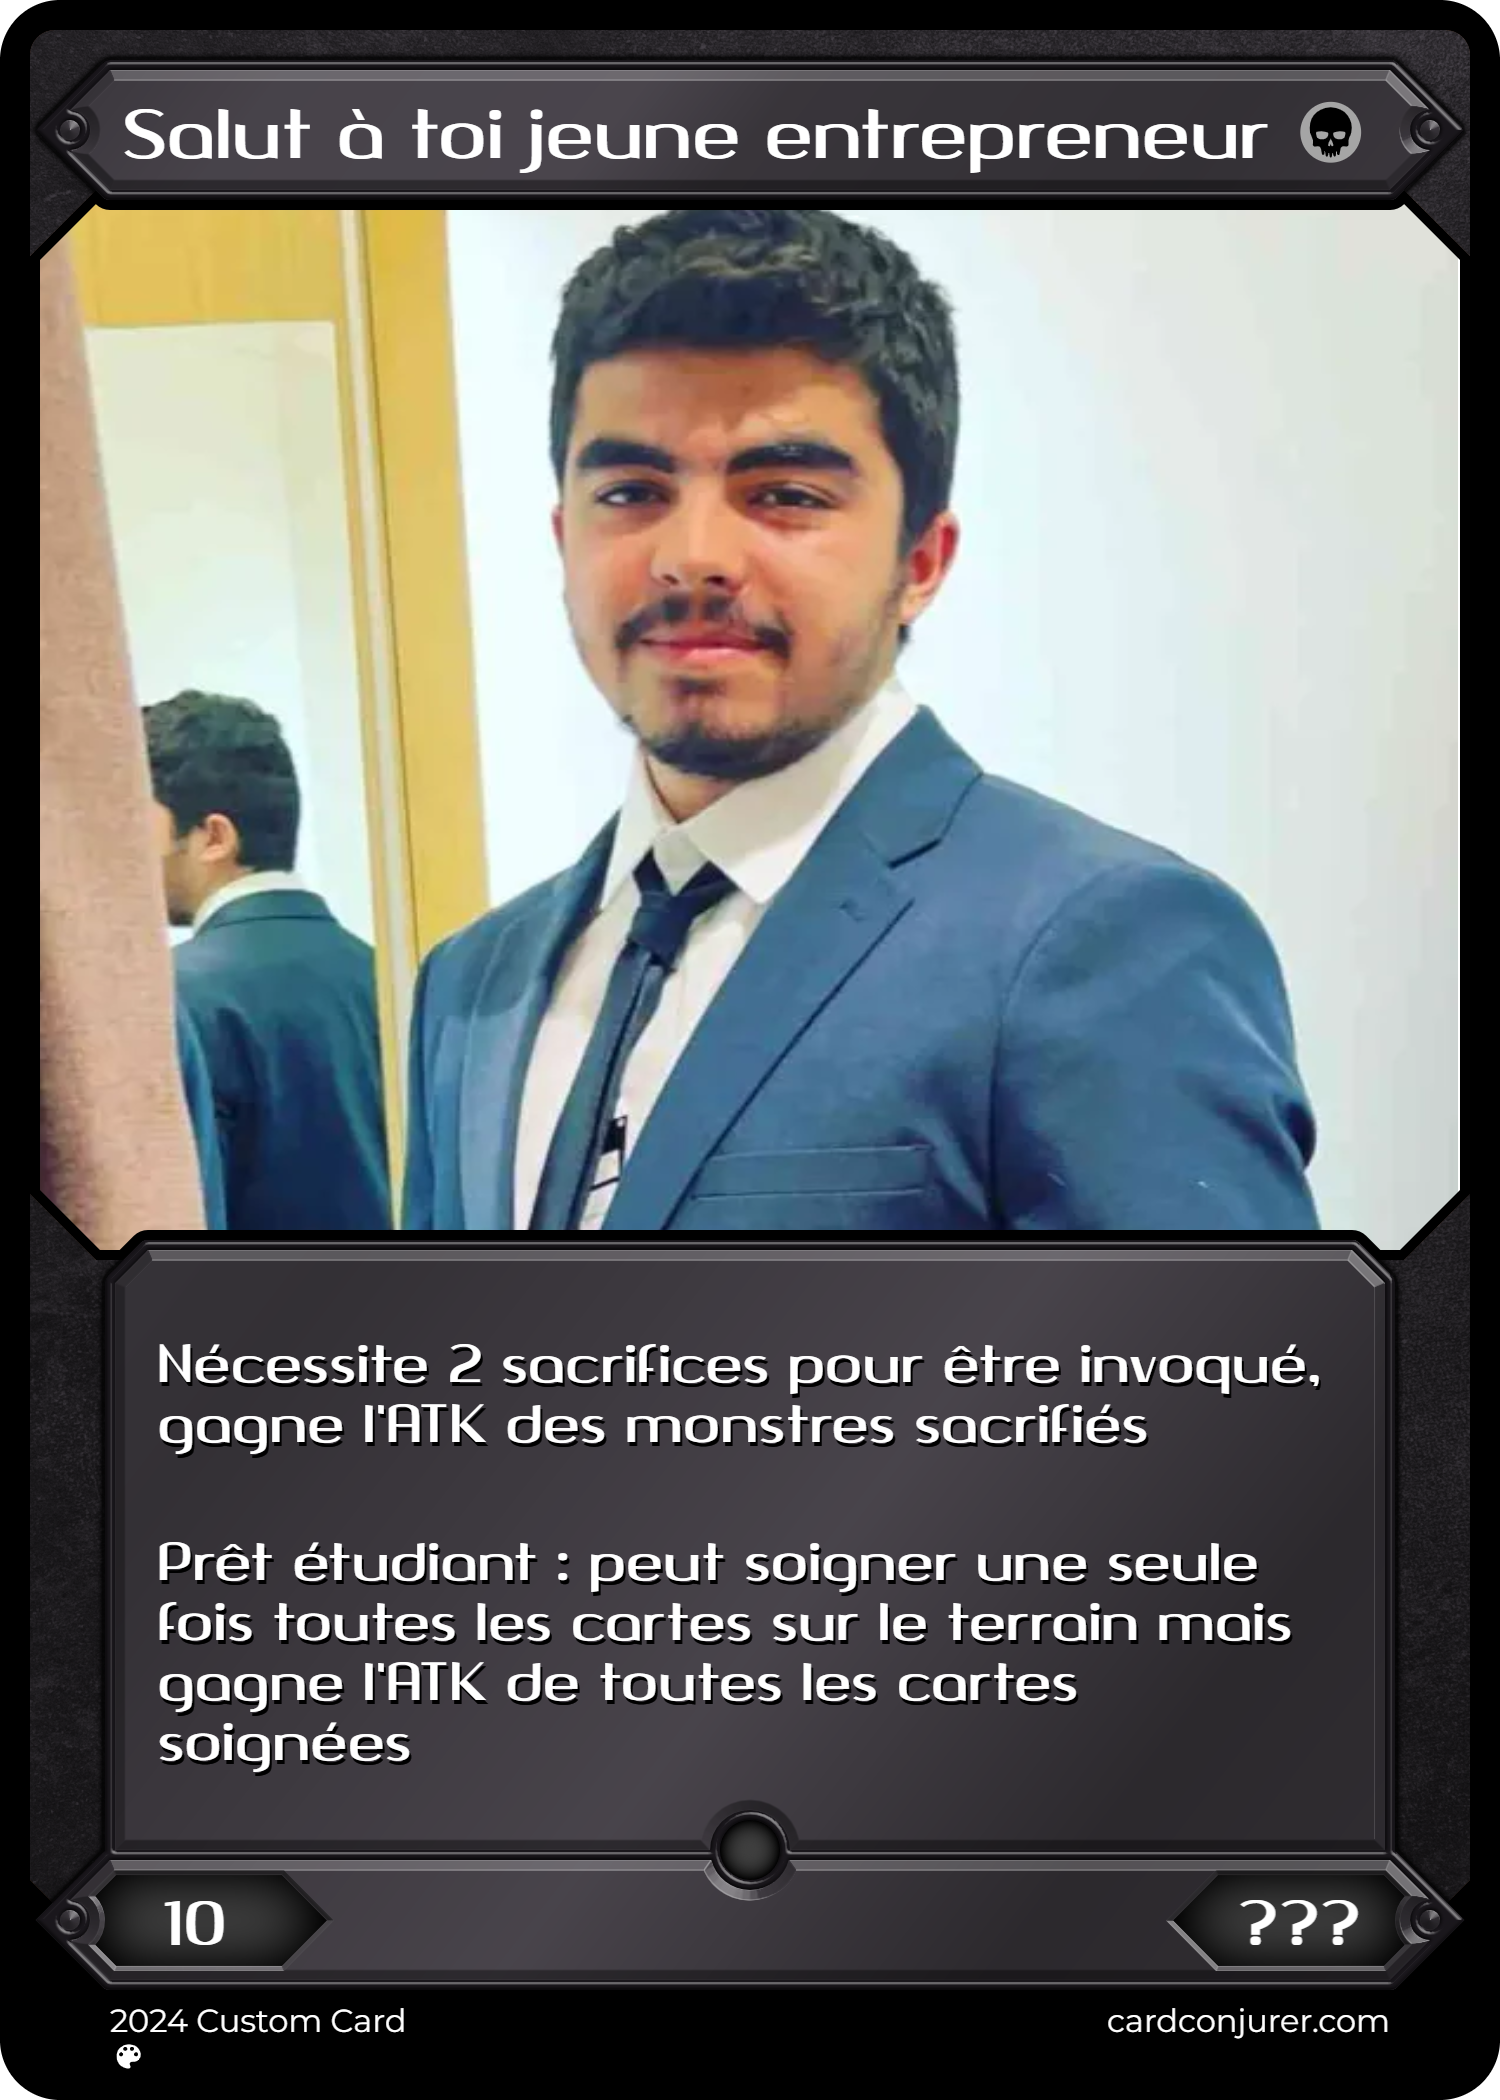 Salut à toi jeune entrepreneur
Nécessite 2 sacrifices pour être invoqué,
gagne l'ATK des monstres sacrifiés
Prêt étudiant : peut soigner une seule
fois toutes les cartes sur le terrain mais
gagne l'ATK de toutes les cartes
soignées
10
???
2024 Custom Card
cardconjurer.com